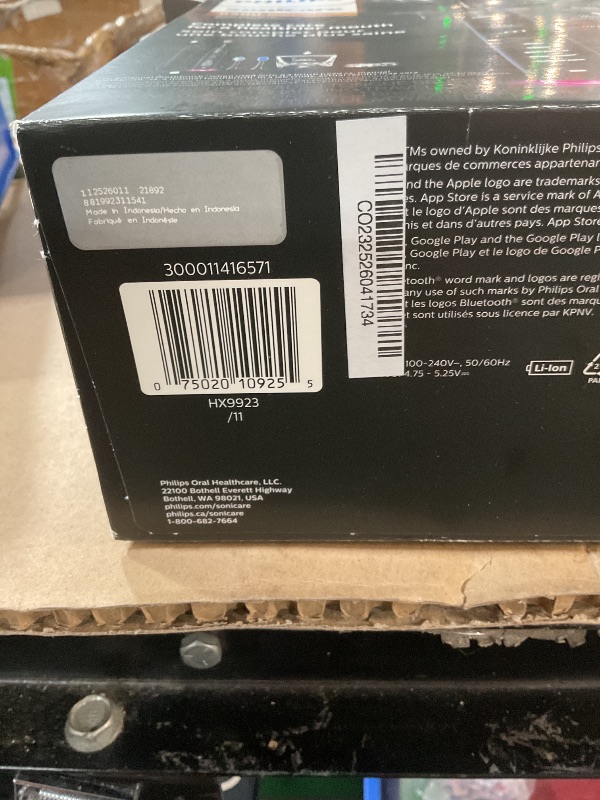 112526011 21892
881992311541
Made in Indonesia/Hecho en Indonesia
Fabriqué en Indonésie
300011416571
0 75020 10925 5
HX9923
/11
CO232526041734
TMs owned by Koninklijke Philips
arques de commerces appartenan
nd the Apple logo are trademarks
es. App Store is a service mark of A
t le logo d'Apple sont des marques
nis et dans d'autres pays. App Store
, Google Play and the Google Play l
Google Play et le logo de Google P
nc.
tooth® word mark and logos are regi
any use of such marks by Philips Oral
t les logos Bluetooth® sont des marqu
t sont utilisés sous licence par KPNV.
100-240V~, 50/60Hz
4.75 - 5.25V
Li-Ion
Philips Oral Healthcare, LLC.
22100 Bothell Everett Highway
Bothell, WA 98021, USA
philips.com/sonicare
philips.ca/sonicare
1-800-682-7664